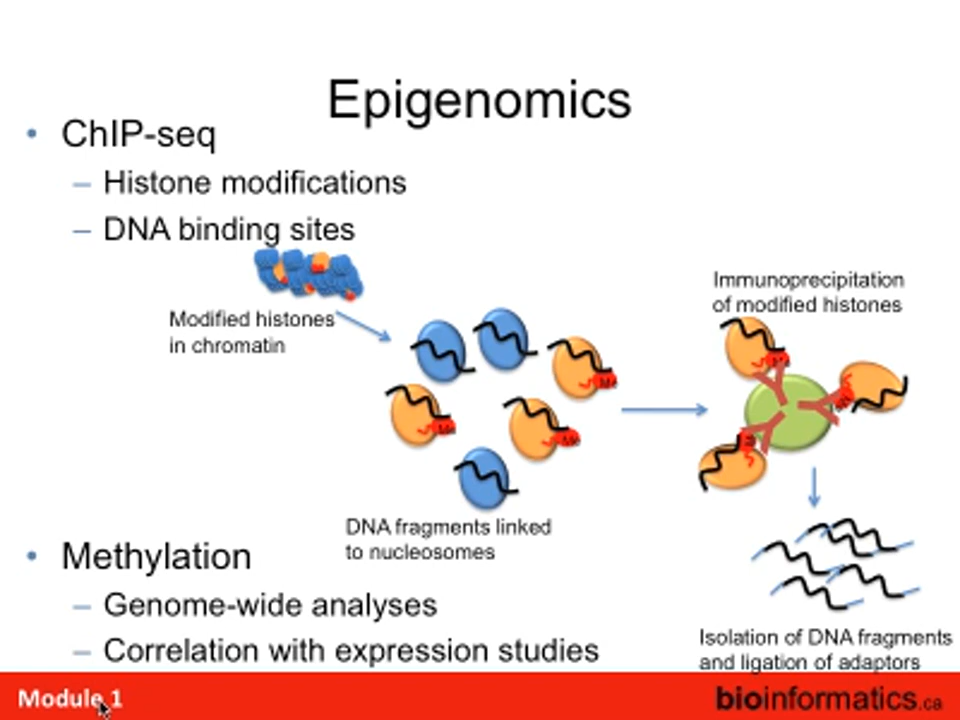 Epigenomics
• ChIP-seq
– Histone modifications
– DNA binding sites
Modified histones
in chromatin
Immunoprecipitation
of modified histones
DNA fragments linked
to nucleosomes
• Methylation
– Genome-wide analyses
– Correlation with expression studies
Isolation of DNA fragments
and ligation of adaptors
Module 1
bioinformatics.ca